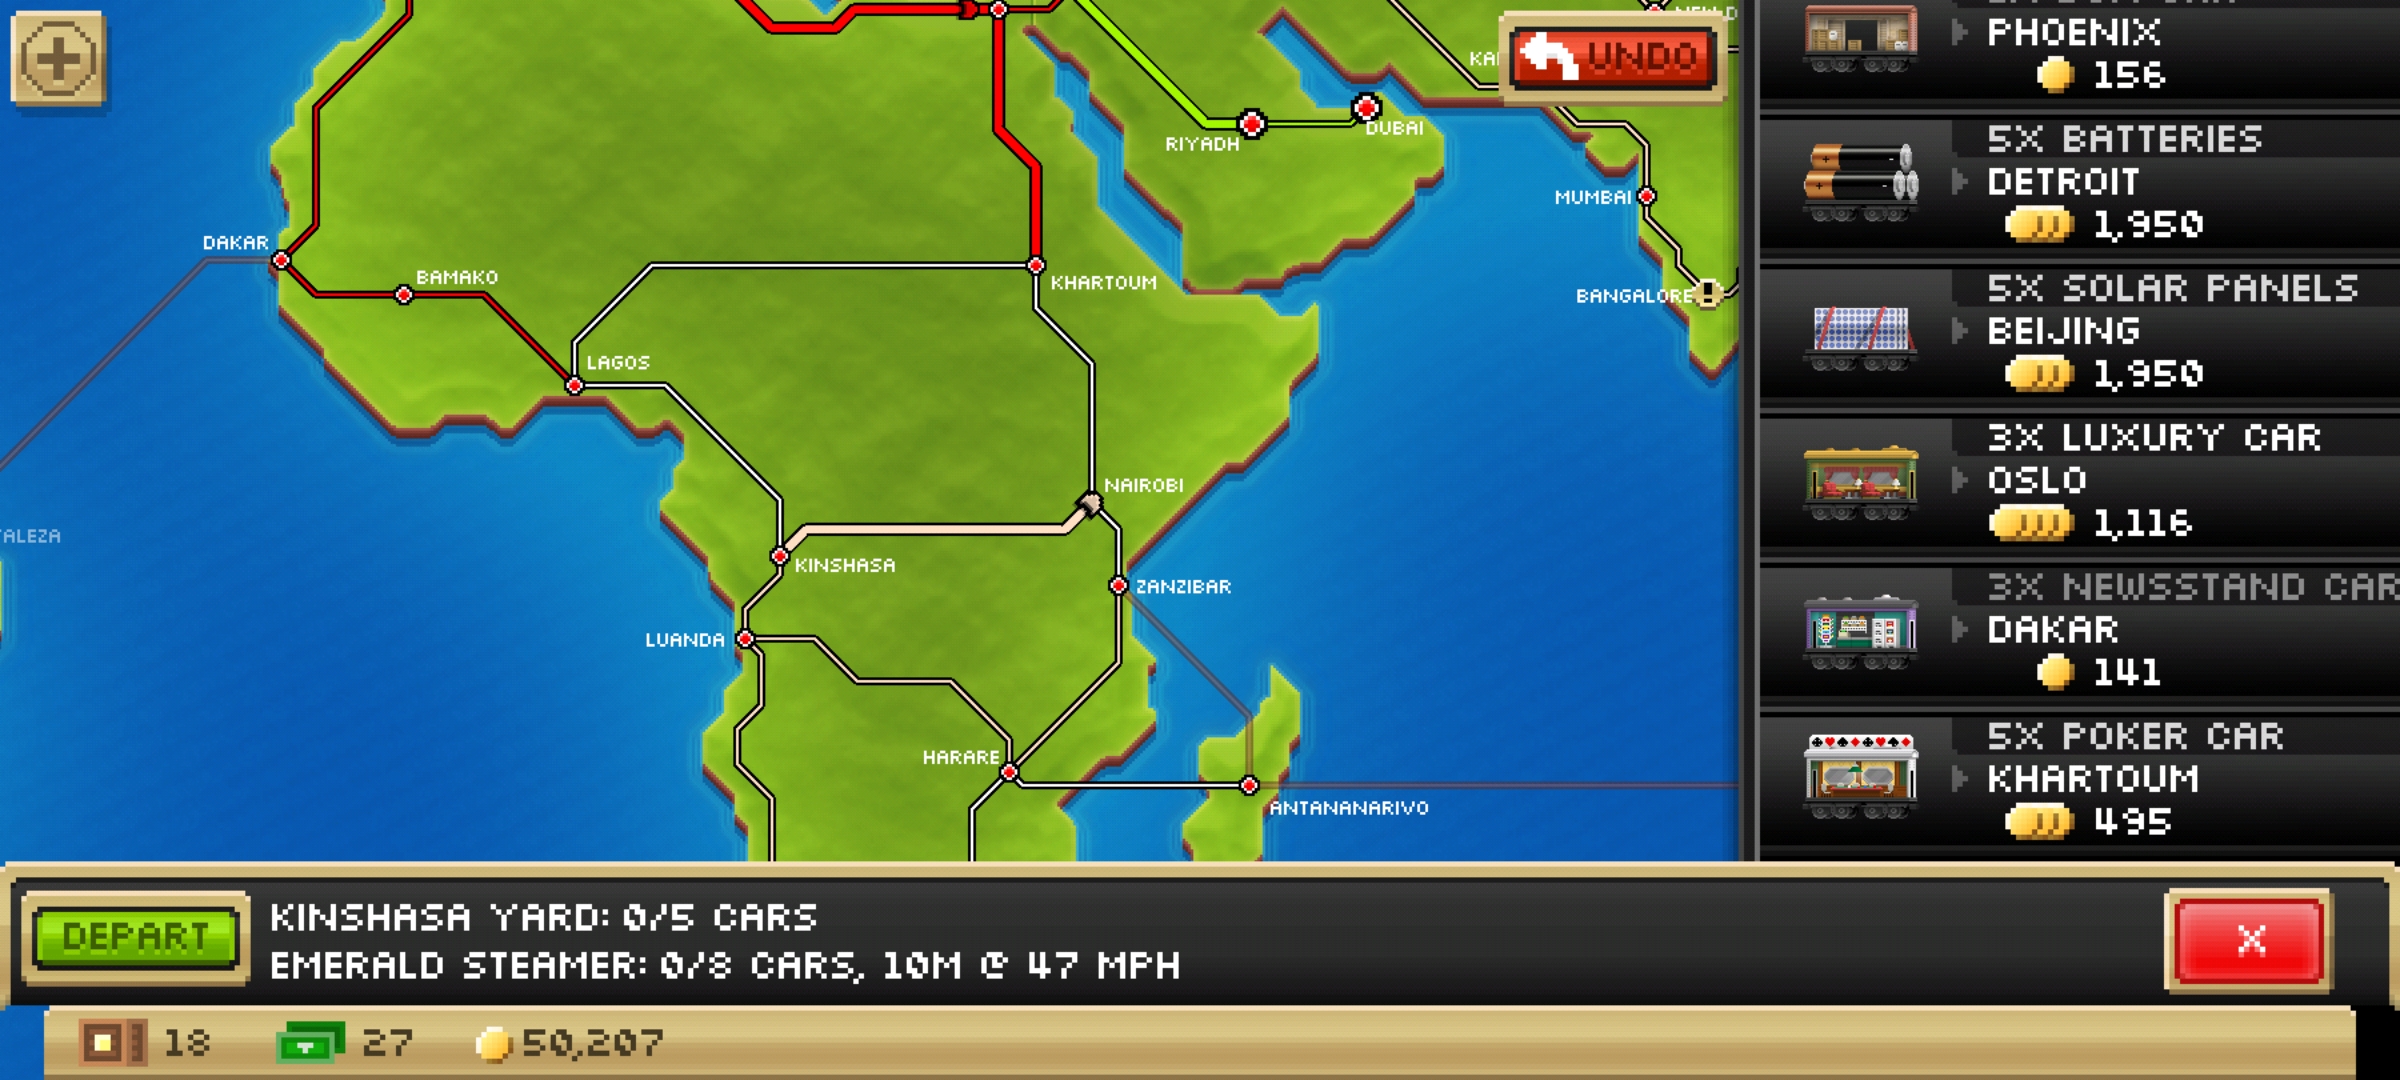 UNDO
RIYADH
DUBAI
MUMBAI
DAKAR
BAMAKO
KHARTOUM
BANGALORE
LAGOS
NAIROBI
KINSHASA
ZANZIBAR
LUANDA
HARARE
ANTANANARIVO
PHOENIX
156
5X BATTERIES
DETROIT
1,950
5X SOLAR PANELS
BEIJING
1,950
3X LUXURY CAR
OSLO
1,116
3X NEWSSTAND CAR
DAKAR
141
5X POKER CAR
KHARTOUM
495
DEPART
KINSHASA YARD: 0/5 CARS
EMERALD STEAMER: 0/8 CARS, 10M @ 47 MPH
X
18
27
50,207